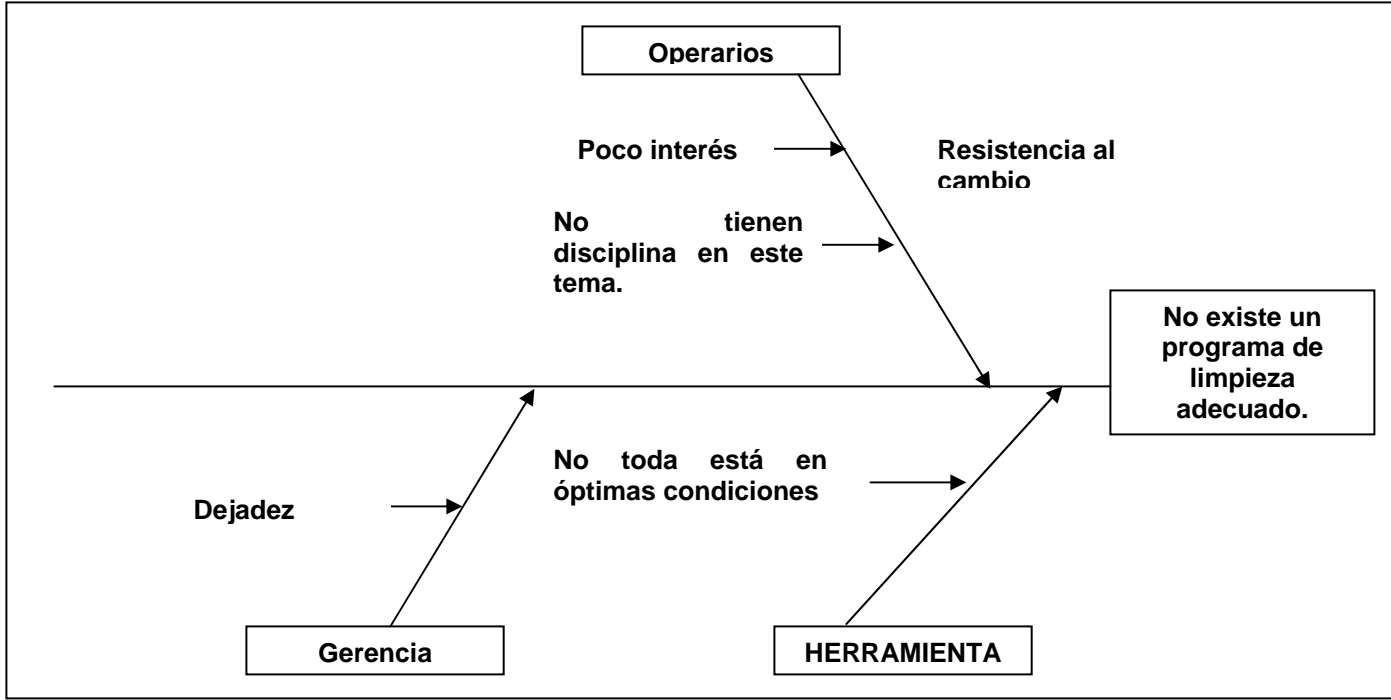 Operarios
Poco interés
Resistencia al
cambio
No tienen
disciplina en este
tema.
No existe un
programa de
limpieza
adecuado.
No toda está en
óptimas condiciones
Dejadez
Gerencia
HERRAMIENTA